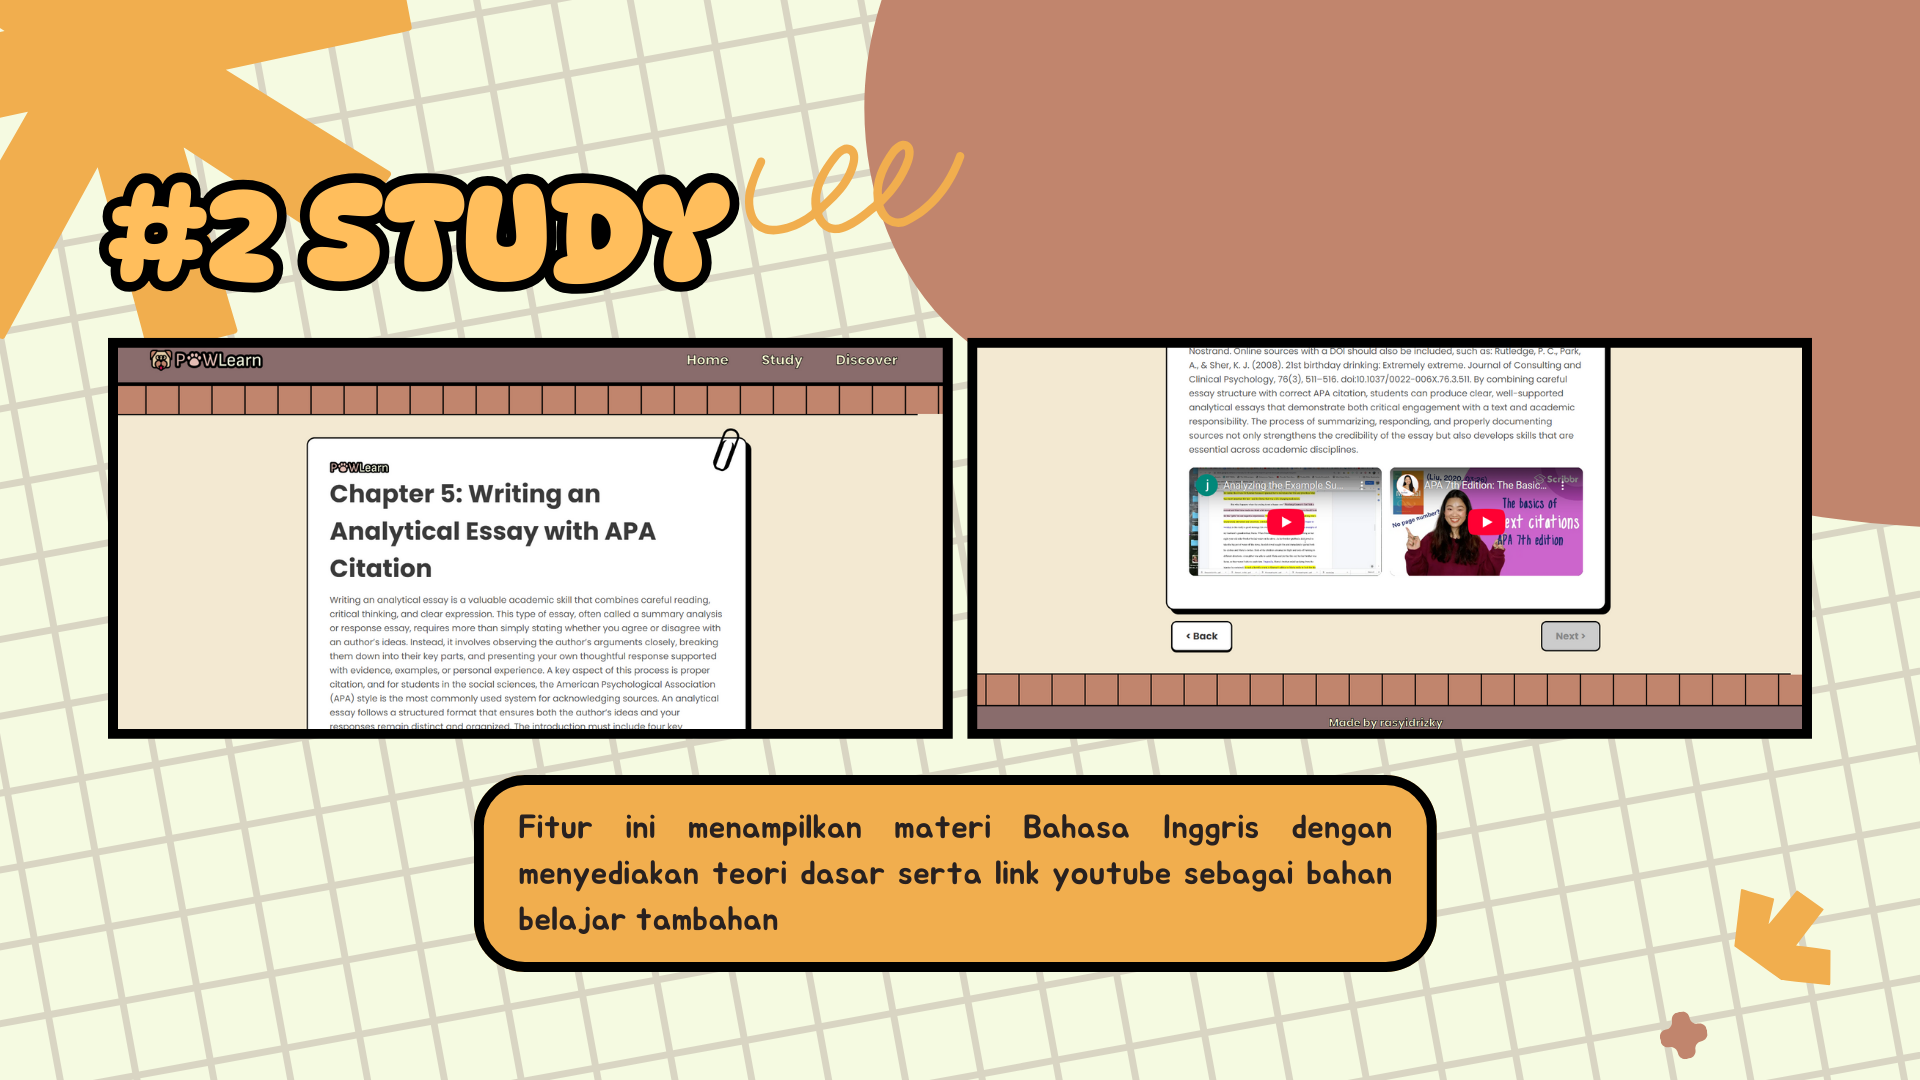 #2 STUDY
PAWLearn
Home Study Discover
PAWLearn
Chapter 5: Writing an
Analytical Essay with APA
Citation
Writing an analytical essay is a valuable academic skill that combines careful reading,
critical thinking, and clear expression. This type of essay, often called a summary analysis
or response essay, requires more than simply stating whether you agree or disagree with
an author's ideas. Instead, it involves observing the author's arguments closely, breaking
them down into their key parts, and presenting your own thoughtful response supported
with evidence, examples, or personal experience. A key aspect of this process is proper
citation, and for students in the social sciences, the American Psychological Association
(APA) style is the most commonly used system for acknowledging sources. An analytical
essay follows a structured format that ensures both the author's ideas and your
responses remain distinct and organized. The introduction must include four key
Nostrand. Online sources with a DOI should also be included, such as: Rutledge, P. C., Park,
A., & Sher, K. J. (2008). 21st birthday drinking: Extremely extreme. Journal of Consulting and
Clinical Psychology, 76(3), 511–516. doi:10.1037/0022-006X.76.3.511. By combining careful
essay structure with correct APA citation, students can produce clear, well-supported
analytical essays that demonstrate both critical engagement with a text and academic
responsibility. The process of summarizing, responding, and properly documenting
sources not only strengthens the credibility of the essay but also develops skills that are
essential across academic disciplines.
j Analyzing the Example Su...
(Liu, 2020
Scribbr
APA 7th Edition: The Basic...
No page number?
The basics of
ext citations
APA 7th edition
< Back
Next >
Made by rasyidrizky
Fitur ini menampilkan materi Bahasa Inggris dengan
menyediakan teori dasar serta link youtube sebagai bahan
belajar tambahan